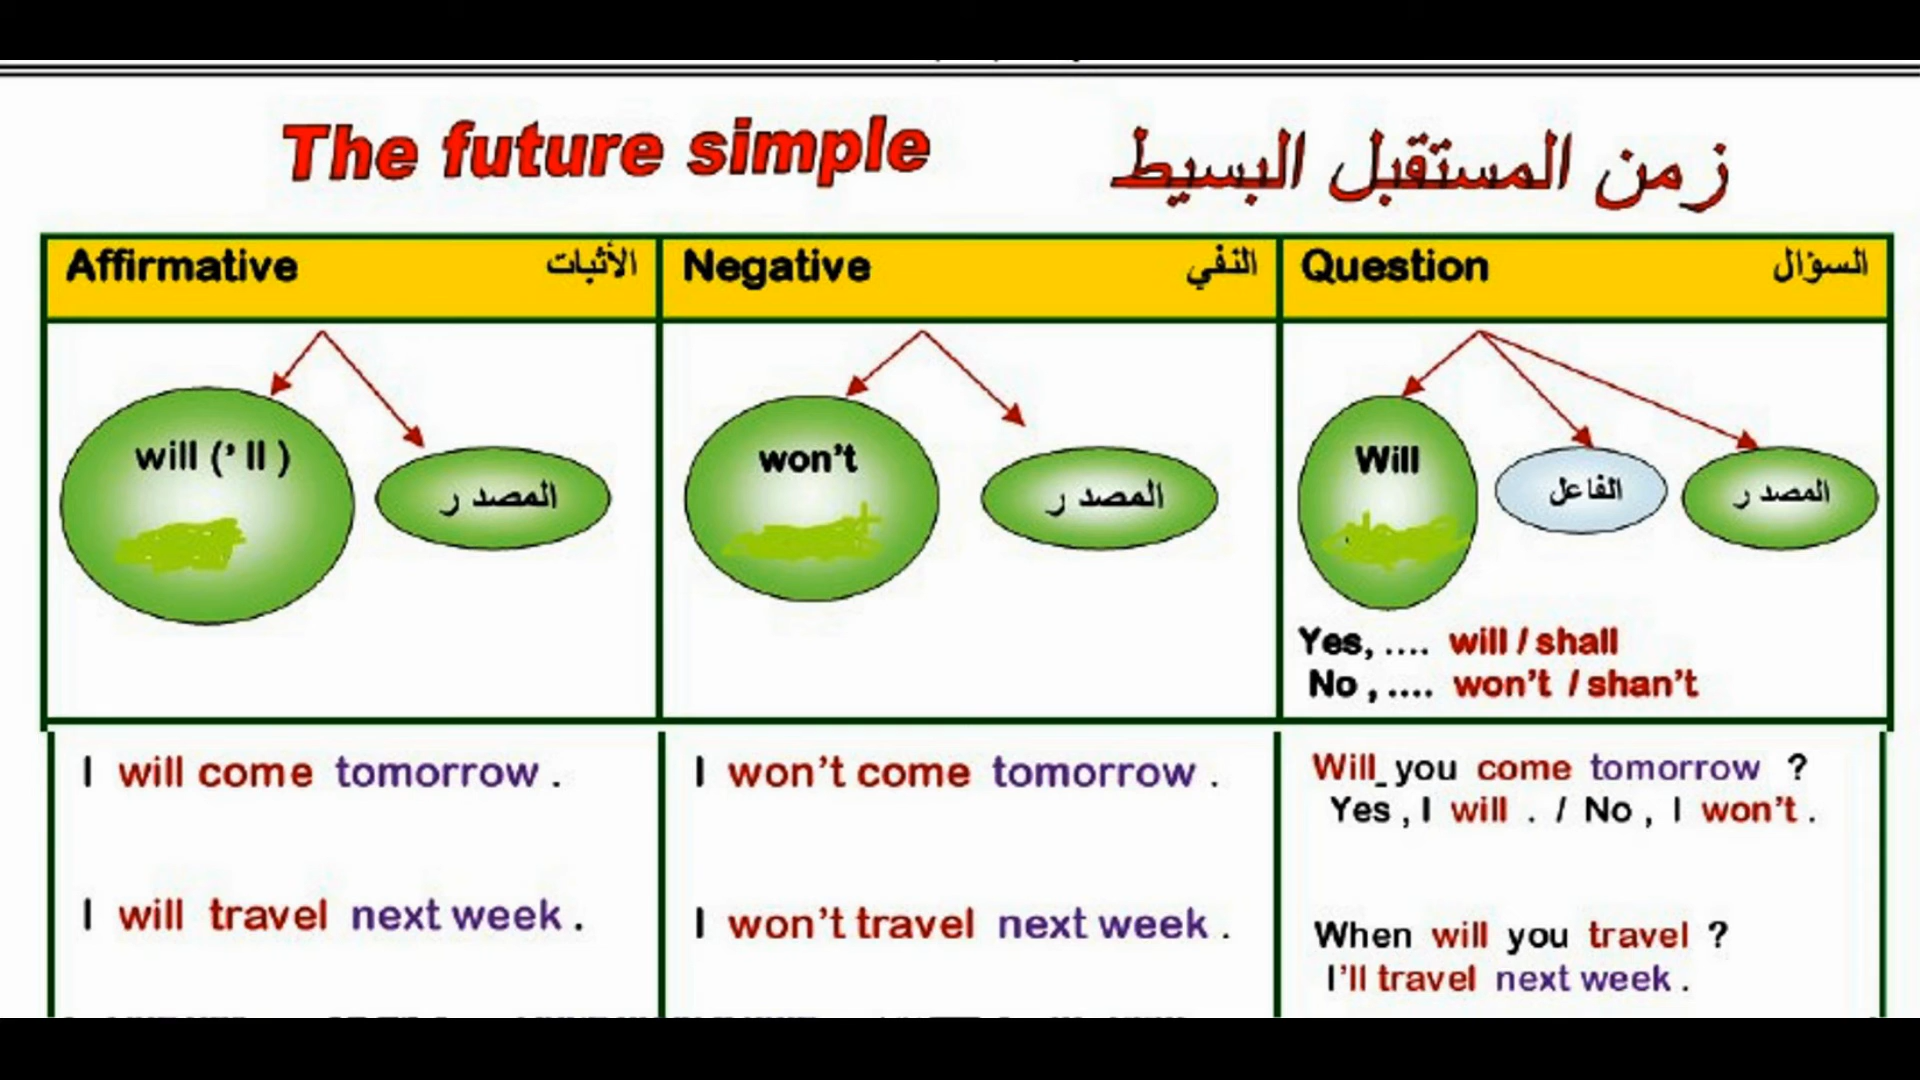 The future simple زمن المستقبل البسيط
Affirmative الأثبات
Negative النفي
Question السؤال
will (’ ll )
المصد ر
won’t
المصد ر
Will
الفاعل
المصد ر
Yes, .... will / shall
No , .... won’t / shan’t
I will come tomorrow .
I will travel next week .
I won’t come tomorrow .
I won’t travel next week .
Will you come tomorrow ?
Yes , I will . / No , I won’t .
When will you travel ?
I’ll travel next week .